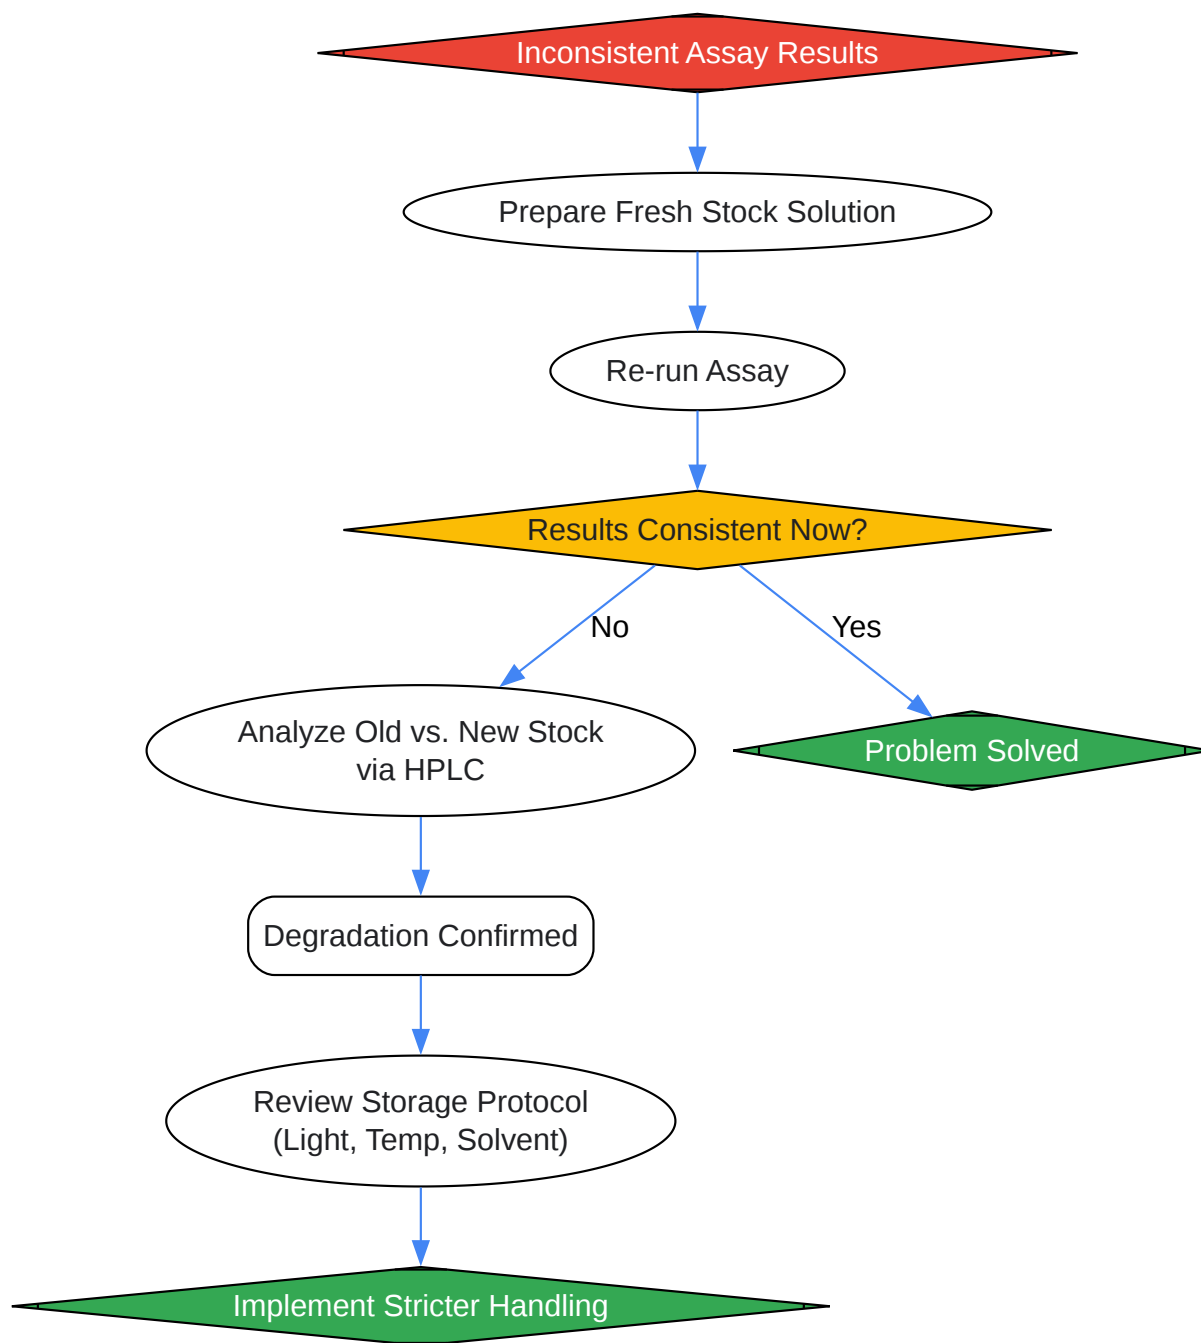 Inconsistent Assay Results
Prepare Fresh Stock Solution
Re-run Assay
Results Consistent Now?
No
Yes
Analyze Old vs. New Stock
via HPLC
Problem Solved
Degradation Confirmed
Review Storage Protocol
(Light, Temp, Solvent)
Implement Stricter Handling